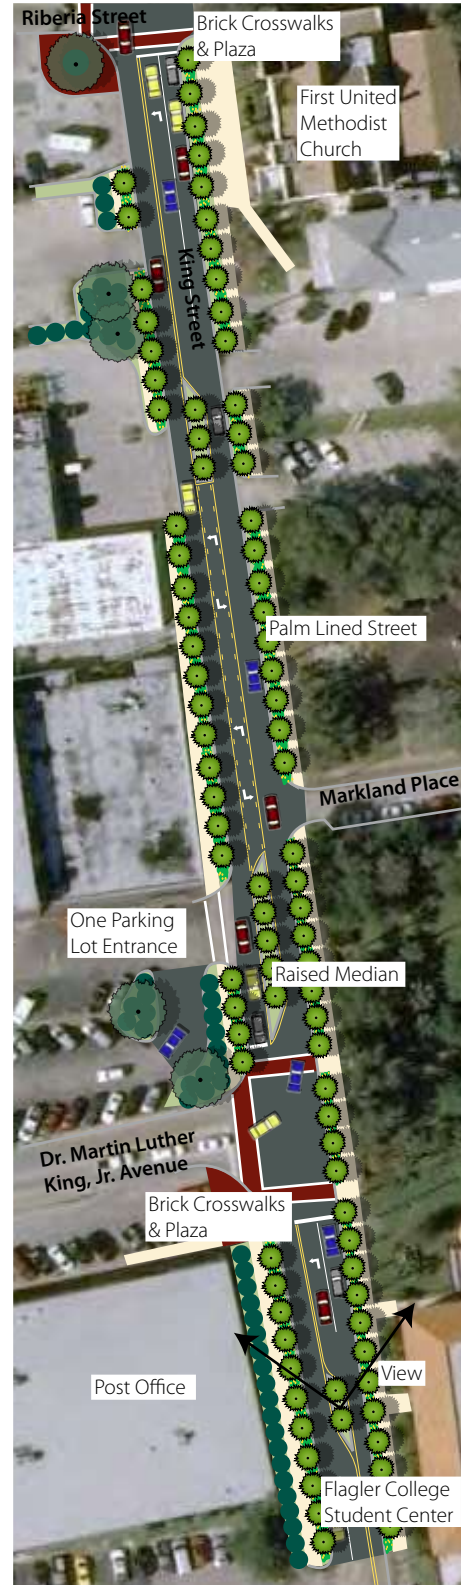 Riberia Street
Brick Crosswalks
& Plaza
First United
Methodist
Church
King Street
Palm Lined Street
Markland Place
One Parking
Lot Entrance
Raised Median
Dr. Martin Luther
King, Jr. Avenue
Brick Crosswalks
& Plaza
View
Post Office
Flagler College
Student Center